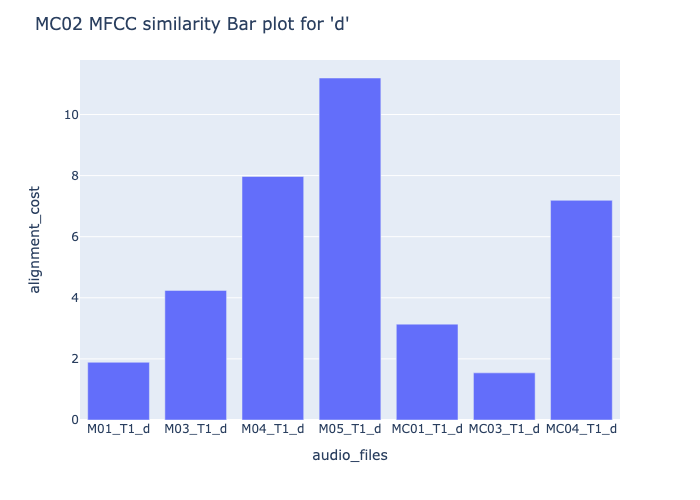 MC02 MFCC similarity Bar plot for 'd'
10
8
6
4
2
0
alignment_cost
M01_T1_d M03_T1_d M04_T1_d M05_T1_d MC01_T1_d MC03_T1_d MC04_T1_d
audio_files